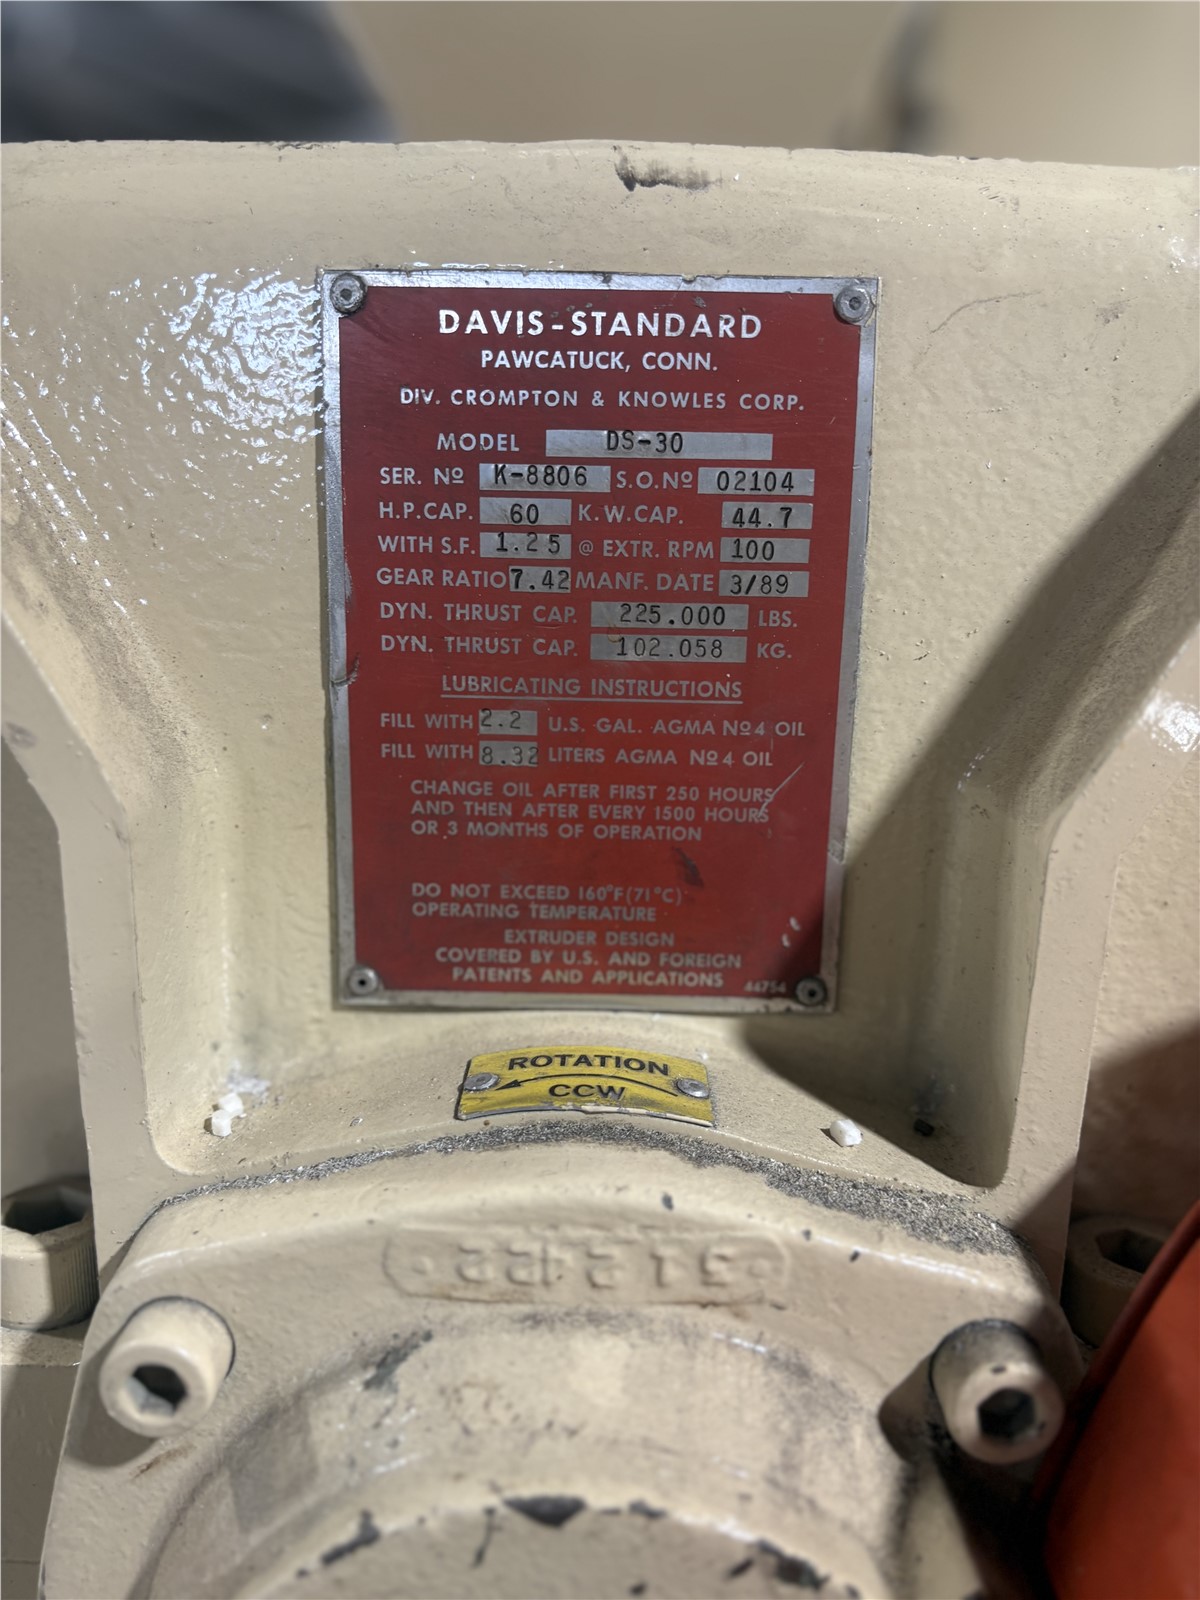 DAVIS-STANDARD
PAWCATUCK, CONN.
DIV. CROMPTON & KNOWLES CORP.
MODEL DS-30
SER. Nº K-8806 S.O.Nº 02104
H.P.CAP. 60 K.W.CAP. 44.7
WITH S.F. 1.25 @ EXTR. RPM 100
GEAR RATIO 7.42 MANF. DATE 3/89
DYN. THRUST CAP. 225.000 LBS.
DYN. THRUST CAP. 102.058 KG.
LUBRICATING INSTRUCTIONS
FILL WITH 2.2 U.S. GAL. AGMA Nº4 OIL
FILL WITH 8.32 LITERS AGMA Nº4 OIL
CHANGE OIL AFTER FIRST 250 HOURS
AND THEN AFTER EVERY 1500 HOURS
OR 3 MONTHS OF OPERATION
DO NOT EXCEED 160°F (71°C)
OPERATING TEMPERATURE
EXTRUDER DESIGN
COVERED BY U.S. AND FOREIGN
PATENTS AND APPLICATIONS
44754
ROTATION
CCW